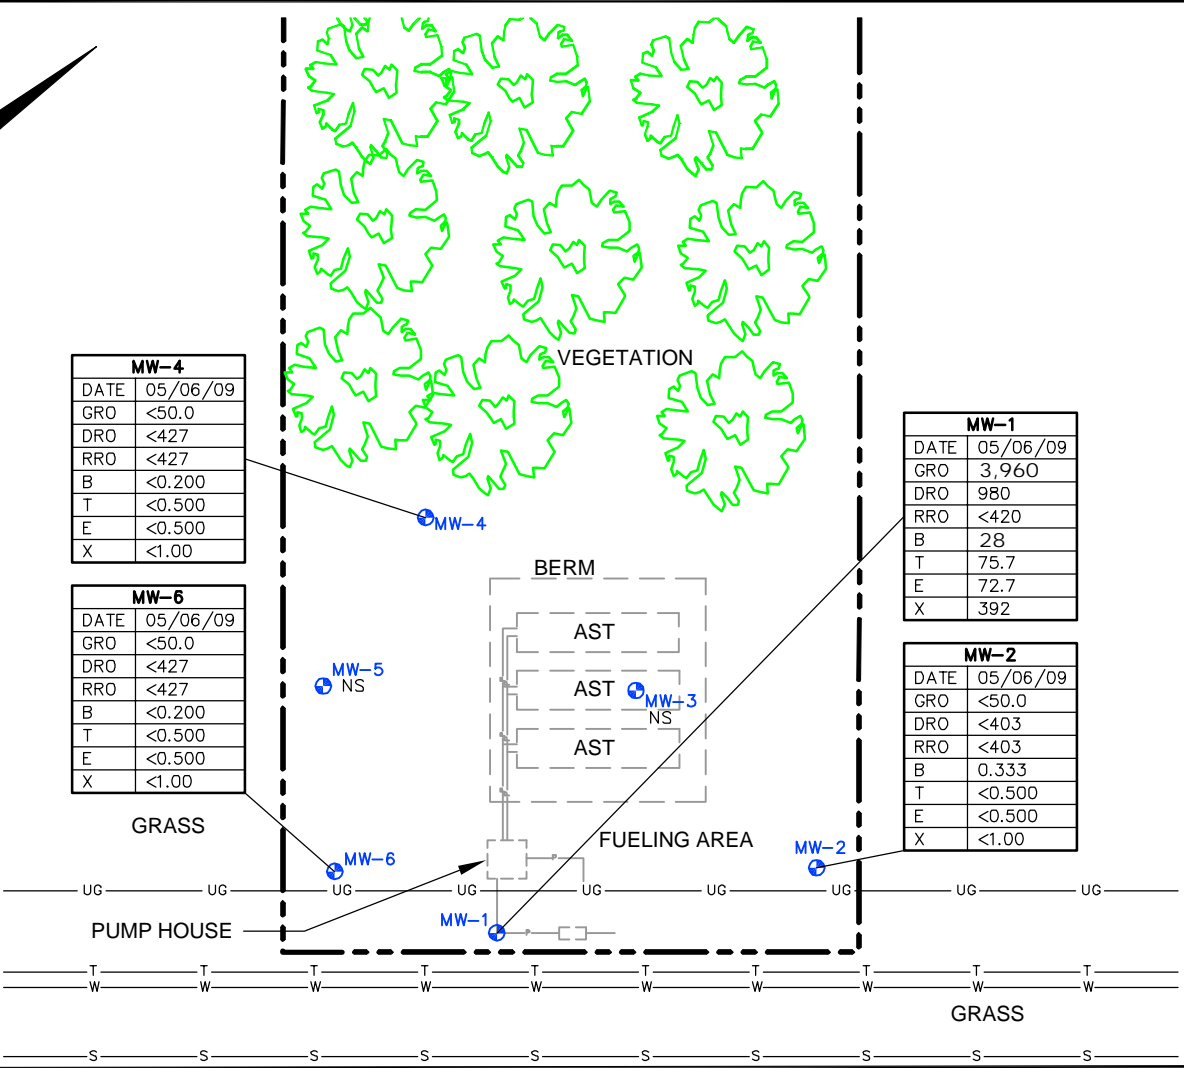 VEGETATION
MW-4
DATE 05/06/09
GRO <50.0
DRO <427
RRO <427
B <0.200
T <0.500
E <0.500
X <1.00
MW-1
DATE 05/06/09
GRO 3,960
DRO 980
RRO <420
B 28
T 75.7
E 72.7
X 392
MW-4
BERM
AST
MW-6
DATE 05/06/09
GRO <50.0
DRO <427
RRO <427
B <0.200
T <0.500
E <0.500
X <1.00
MW-5
NS
AST
MW-3
NS
AST
MW-2
DATE 05/06/09
GRO <50.0
DRO <403
RRO <403
B 0.333
T <0.500
E <0.500
X <1.00
GRASS
FUELING AREA
MW-6
MW-2
UG UG UG UG UG UG UG UG UG
PUMP HOUSE
MW-1
T T T T T T T T T T
W W W W W W W W W W
GRASS
S S S S S S S S S S